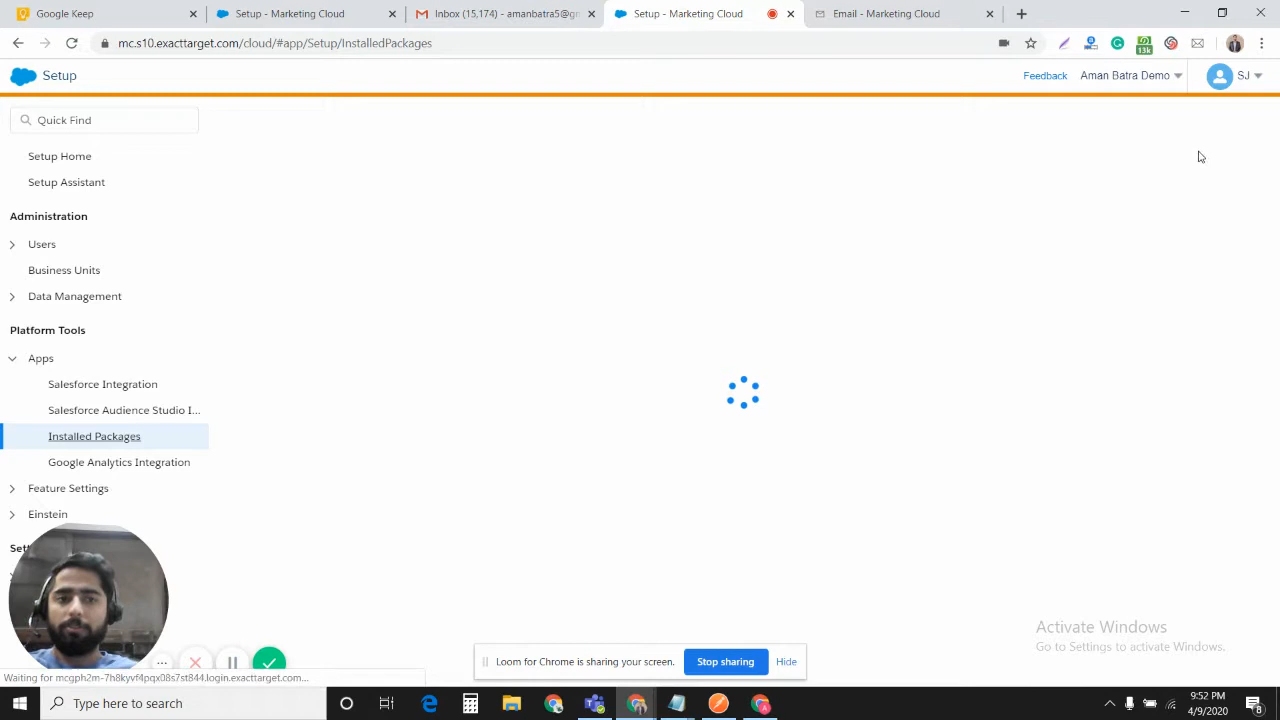 Google Keep
Setup - Marketing Cloud
Inbox (15,174) - amanbatra5@gm
Setup - Marketing Cloud
Email - Marketing Cloud
mc.s10.exacttarget.com/cloud/#app/Setup/InstalledPackages
13k
Setup
Feedback
Aman Batra Demo
SJ
Quick Find
Setup Home
Setup Assistant
Administration
Users
Business Units
Data Management
Platform Tools
Apps
Salesforce Integration
Salesforce Audience Studio I...
Installed Packages
Google Analytics Integration
Feature Settings
Einstein
Activate Windows
Go to Settings to activate Windows.
Loom for Chrome is sharing your screen.
Stop sharing
Hide
Waiting for mcgph2m-7h8kyvf4pqx08s7st844.login.exacttarget.com...
Type here to search
9:52 PM
4/9/2020
8